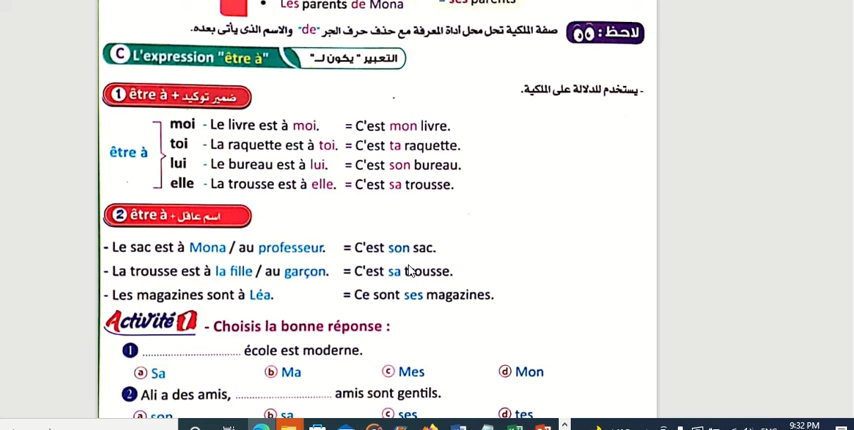 • Les parents de Mona = ses parents
لاحظ : صفة الملكية تحل محل اداة المعرفة مع حذف حرف الجر "de" والاسم الذى يأتى بعده.
C L'expression "être à" التعبير "يكون لـ"
- يستخدم للدلالة على الملكية.
1 être à + ضمير توكيد
être à
moi - Le livre est à moi. = C'est mon livre.
toi - La raquette est à toi. = C'est ta raquette.
lui - Le bureau est à lui. = C'est son bureau.
elle - La trousse est à elle. = C'est sa trousse.
2 être à + اسم عاقل
- Le sac est à Mona / au professeur. = C'est son sac.
- La trousse est à la fille / au garçon. = C'est sa trousse.
- Les magazines sont à Léa. = Ce sont ses magazines.
Activité 1 - Choisis la bonne réponse :
1 .......................... école est moderne.
a Sa b Ma c Mes d Mon
2 Ali a des amis, .......................... amis sont gentils.
a son b sa c ses d tes
9:32 PM